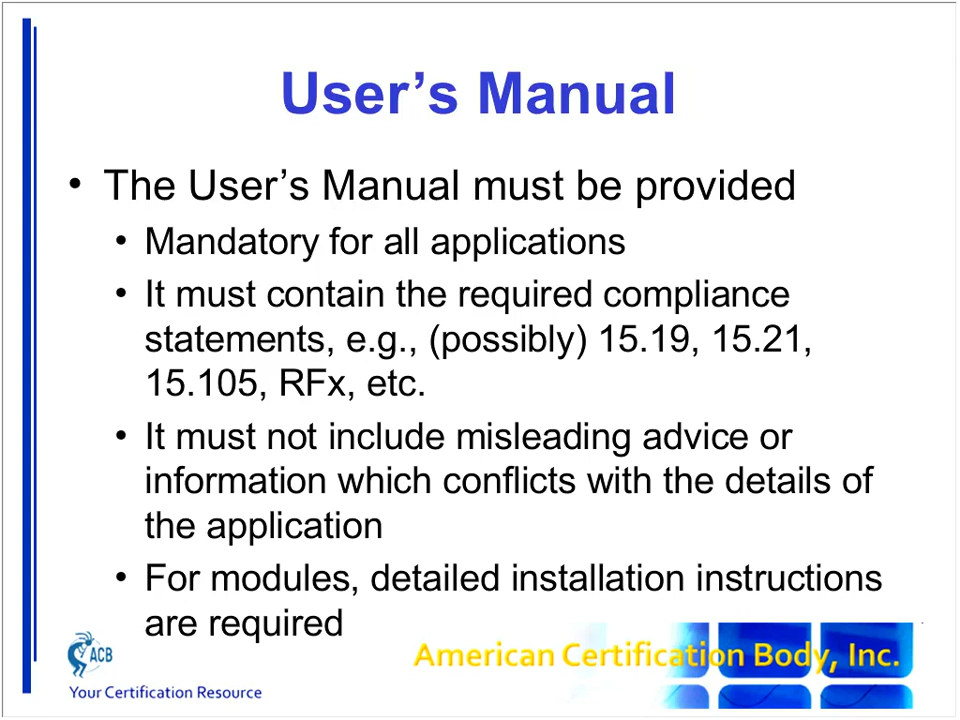 User’s Manual
• The User’s Manual must be provided
• Mandatory for all applications
• It must contain the required compliance
statements, e.g., (possibly) 15.19, 15.21,
15.105, RFx, etc.
• It must not include misleading advice or
information which conflicts with the details of
the application
• For modules, detailed installation instructions
are required
ACB
American Certification Body, Inc.
Your Certification Resource